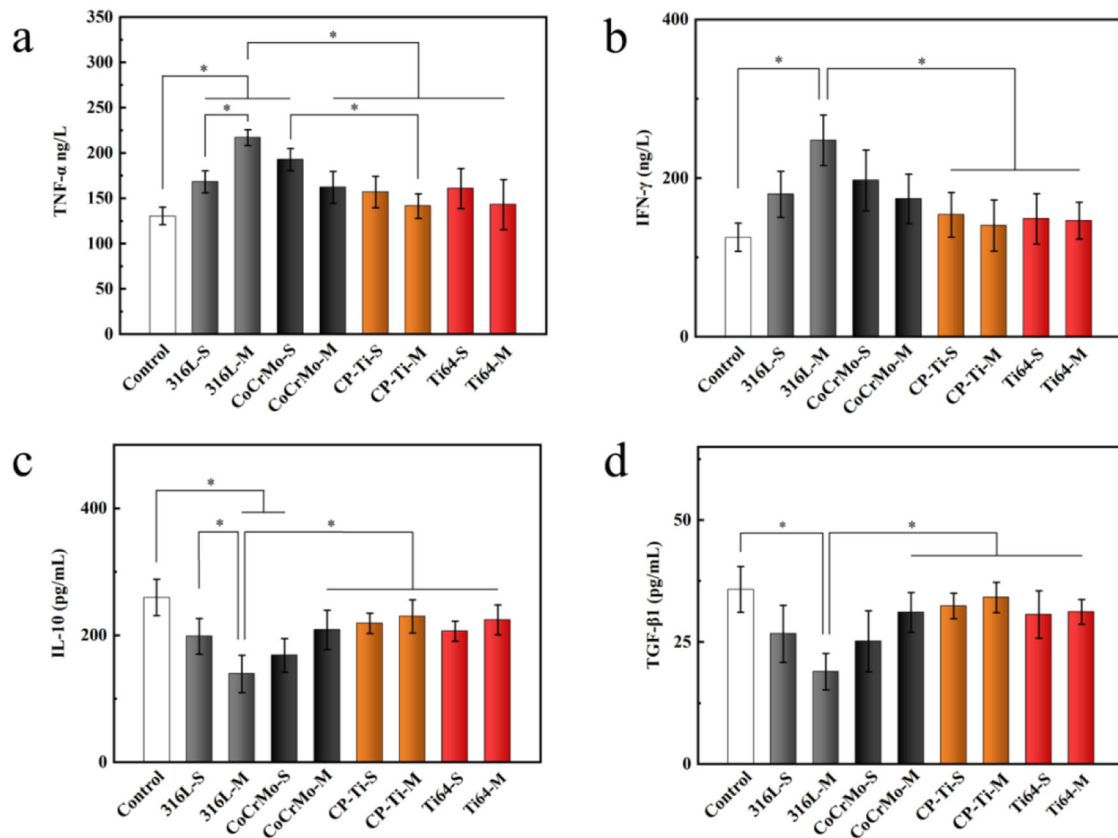 a
TNF-α ng/L
350
300
250
200
150
100
50
0
*
*
*
*
Control
316L-S
316L-M
CoCrMo-S
CoCrMo-M
CP-Ti-S
CP-Ti-M
Ti64-S
Ti64-M
b
IFN-γ (ng/L)
400
200
0
*
*
Control
316L-S
316L-M
CoCrMo-S
CoCrMo-M
CP-Ti-S
CP-Ti-M
Ti64-S
Ti64-M
c
IL-10 (pg/mL)
400
200
0
*
*
*
Control
316L-S
316L-M
CoCrMo-S
CoCrMo-M
CP-Ti-S
CP-Ti-M
Ti64-S
Ti64-M
d
TGF-β1 (pg/mL)
50
25
0
*
*
Control
316L-S
316L-M
CoCrMo-S
CoCrMo-M
CP-Ti-S
CP-Ti-M
Ti64-S
Ti64-M